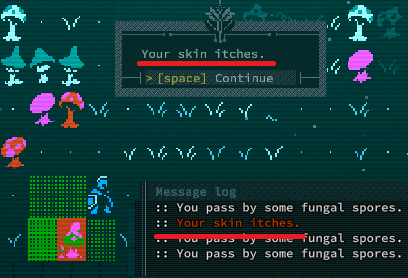 Your skin itches.
> [space] Continue
Message log
:: You pass by some fungal spores.
:: Your skin itches.
:: You pass by some fungal spores.
:: You pass by some fungal spores.